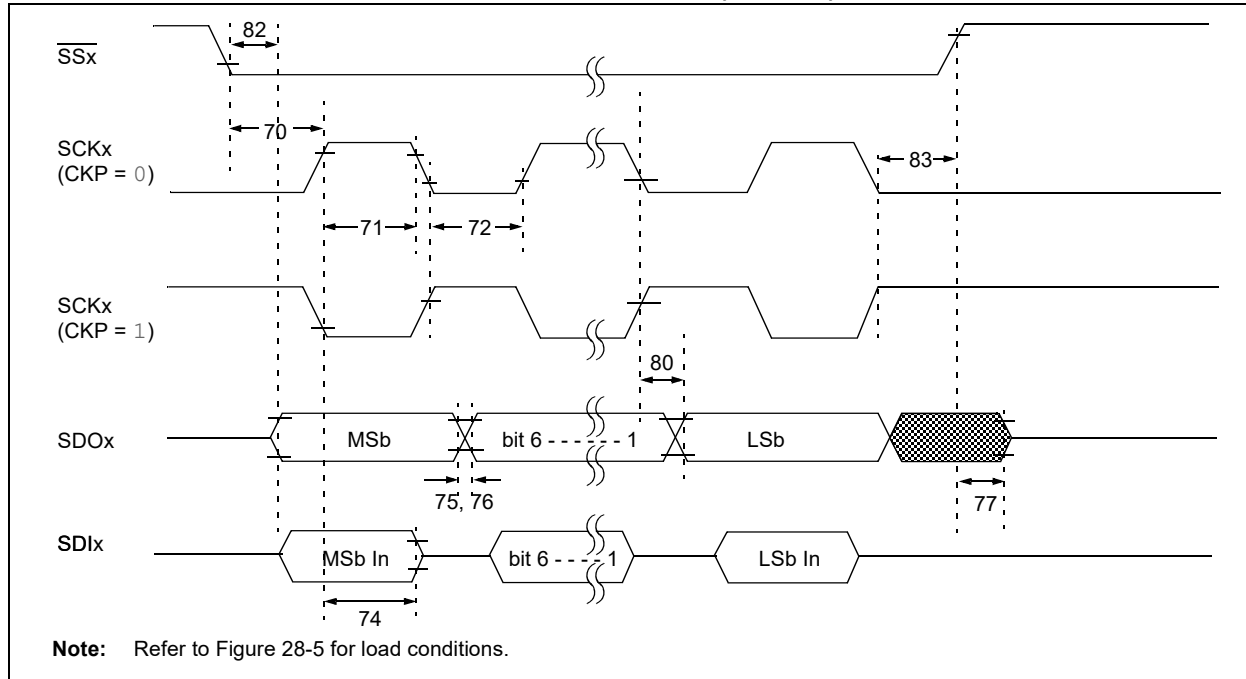 82
SSx
70
SCKx
(CKP = 0)
83
71
72
SCKx
(CKP = 1)
80
SDOx
MSb
bit 6 - - - - - - 1
LSb
75, 76
77
SDIx
MSb In
bit 6 - - - - 1
LSb In
74
Note: Refer to Figure 28-5 for load conditions.